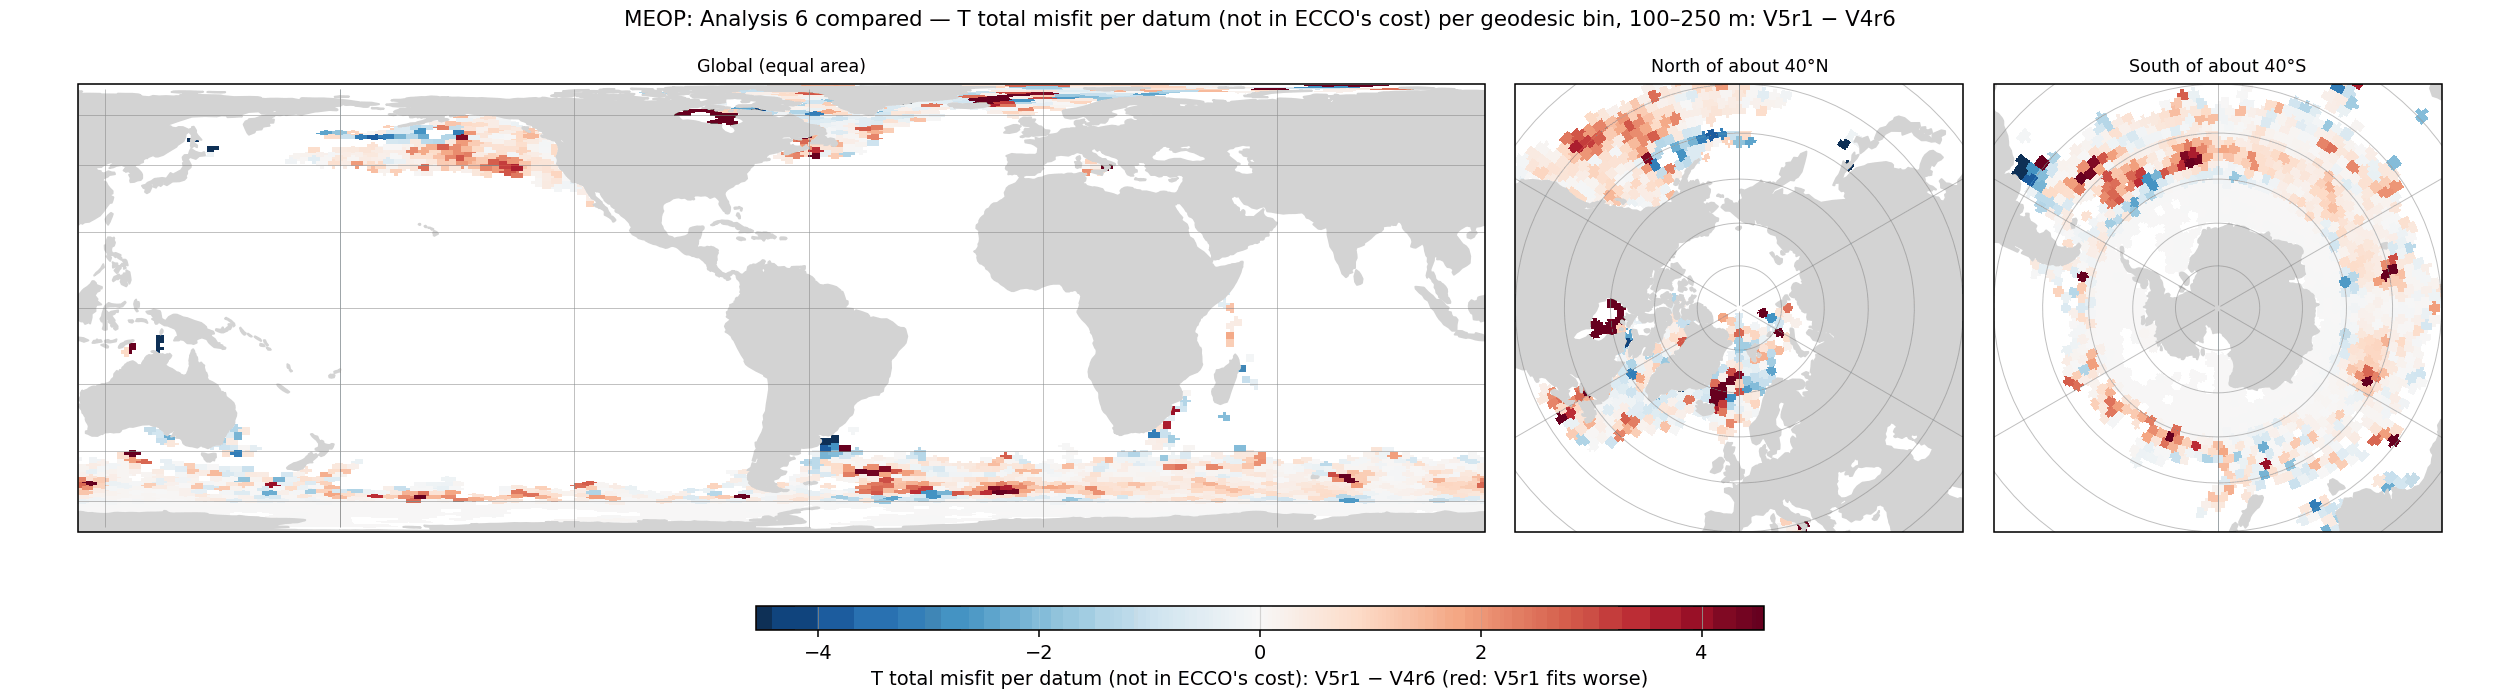 MEOP: Analysis 6 compared — T total misfit per datum (not in ECCO's cost) per geodesic bin, 100–250 m: V5r1 − V4r6
Global (equal area)
North of about 40°N
South of about 40°S
−4
−2
0
2
4
T total misfit per datum (not in ECCO's cost): V5r1 − V4r6 (red: V5r1 fits worse)